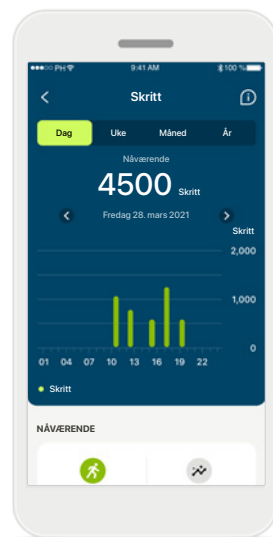 PH 9:41 AM 100 %
Skritt
Dag Uke Måned År
Nåværende
4500 Skritt
Fredag 28. mars 2021
Skritt
2,000
1,000
0
01 04 07 10 13 16 19 22
Skritt
NÅVÆRENDE